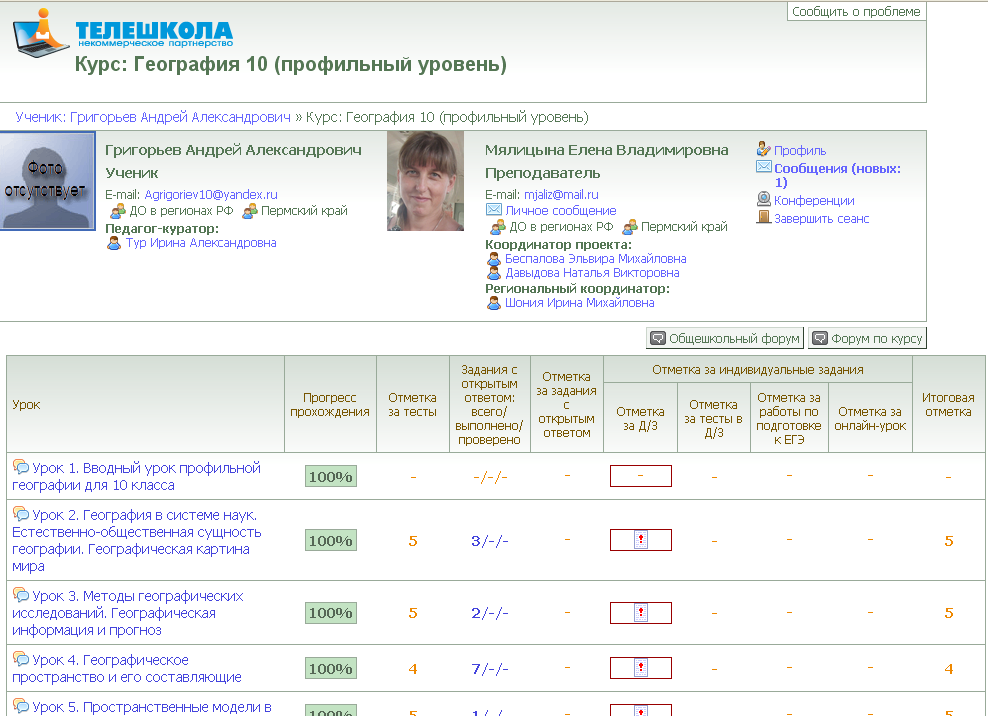 Сообщить о проблеме
ТЕЛЕШКОЛА
некоммерческое партнерство
Курс: География 10 (профильный уровень)
Ученик: Григорьев Андрей Александрович » Курс: География 10 (профильный уровень)
Фото
отсутствует
Григорьев Андрей Александрович
Ученик
E-mail: Agrigoriev10@yandex.ru
ДО в регионах РФ Пермский край
Педагог-куратор:
Тур Ирина Александровна
Мялицына Елена Владимировна
Преподаватель
E-mail: mjaliz@mail.ru
Личное сообщение
ДО в регионах РФ Пермский край
Координатор проекта:
Беспалова Эльвира Михайловна
Давыдова Наталья Викторовна
Региональный координатор:
Шония Ирина Михайловна
Профиль
Сообщения (новых:
1)
Конференции
Завершить сеанс
Общешкольный форум
Форум по курсу
Урок
Прогресс
прохождения
Отметка
за тесты
Задания с
открытым
ответом:
всего/
выполнено/
проверено
Отметка
за задания
с
открытым
ответом
Отметка за индивидуальные задания
Отметка
за Д/З
Отметка
за тесты в
Д/З
Отметка за
работы по
подготовке
к ЕГЭ
Отметка за
онлайн-урок
Итоговая
отметка
Урок 1. Вводный урок профильной
географии для 10 класса
100% - -/-/- - - - - - -
Урок 2. География в системе наук.
Естественно-общественная сущность
географии. Географическая картина
мира
100% 5 3/-/- - ! - - - 5
Урок 3. Методы географических
исследований. Географическая
информация и прогноз
100% 5 2/-/- - ! - - - 5
Урок 4. Географическое
пространство и его составляющие
100% 4 7/-/- - ! - - - 4
Урок 5. Пространственные модели в
100% 5 1/-/- - ! - - - 5